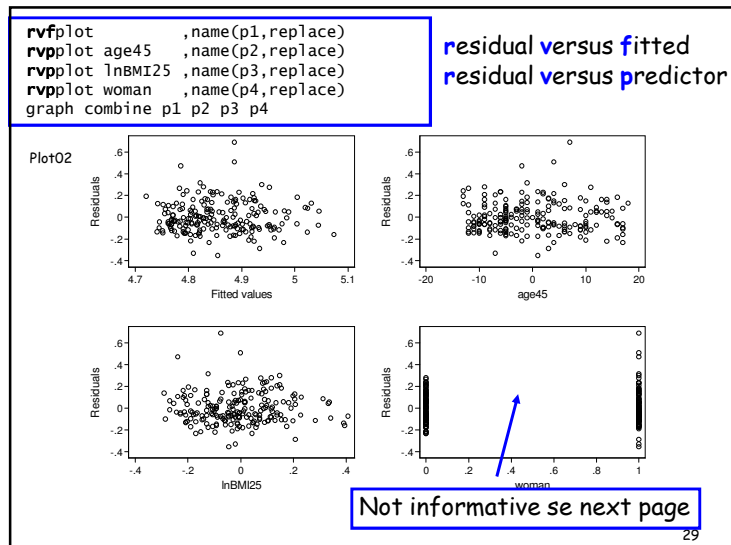 rvfplot ,name(p1,replace)
rvpplot age45 ,name(p2,replace)
rvpplot lnBMI25 ,name(p3,replace)
rvpplot woman ,name(p4,replace)
graph combine p1 p2 p3 p4
residual versus fitted
residual versus predictor
Plot02
Residuals
.6
.4
.2
0
-.2
-.4
4.7 4.8 4.9 5 5.1
Fitted values
Residuals
.6
.4
.2
0
-.2
-.4
-20 -10 0 10 20
age45
Residuals
.6
.4
.2
0
-.2
-.4
-.4 -.2 0 .2 .4
lnBMI25
Residuals
.6
.4
.2
0
-.2
-.4
0 .2 .4 .6 .8 1
woman
Not informative se next page
29